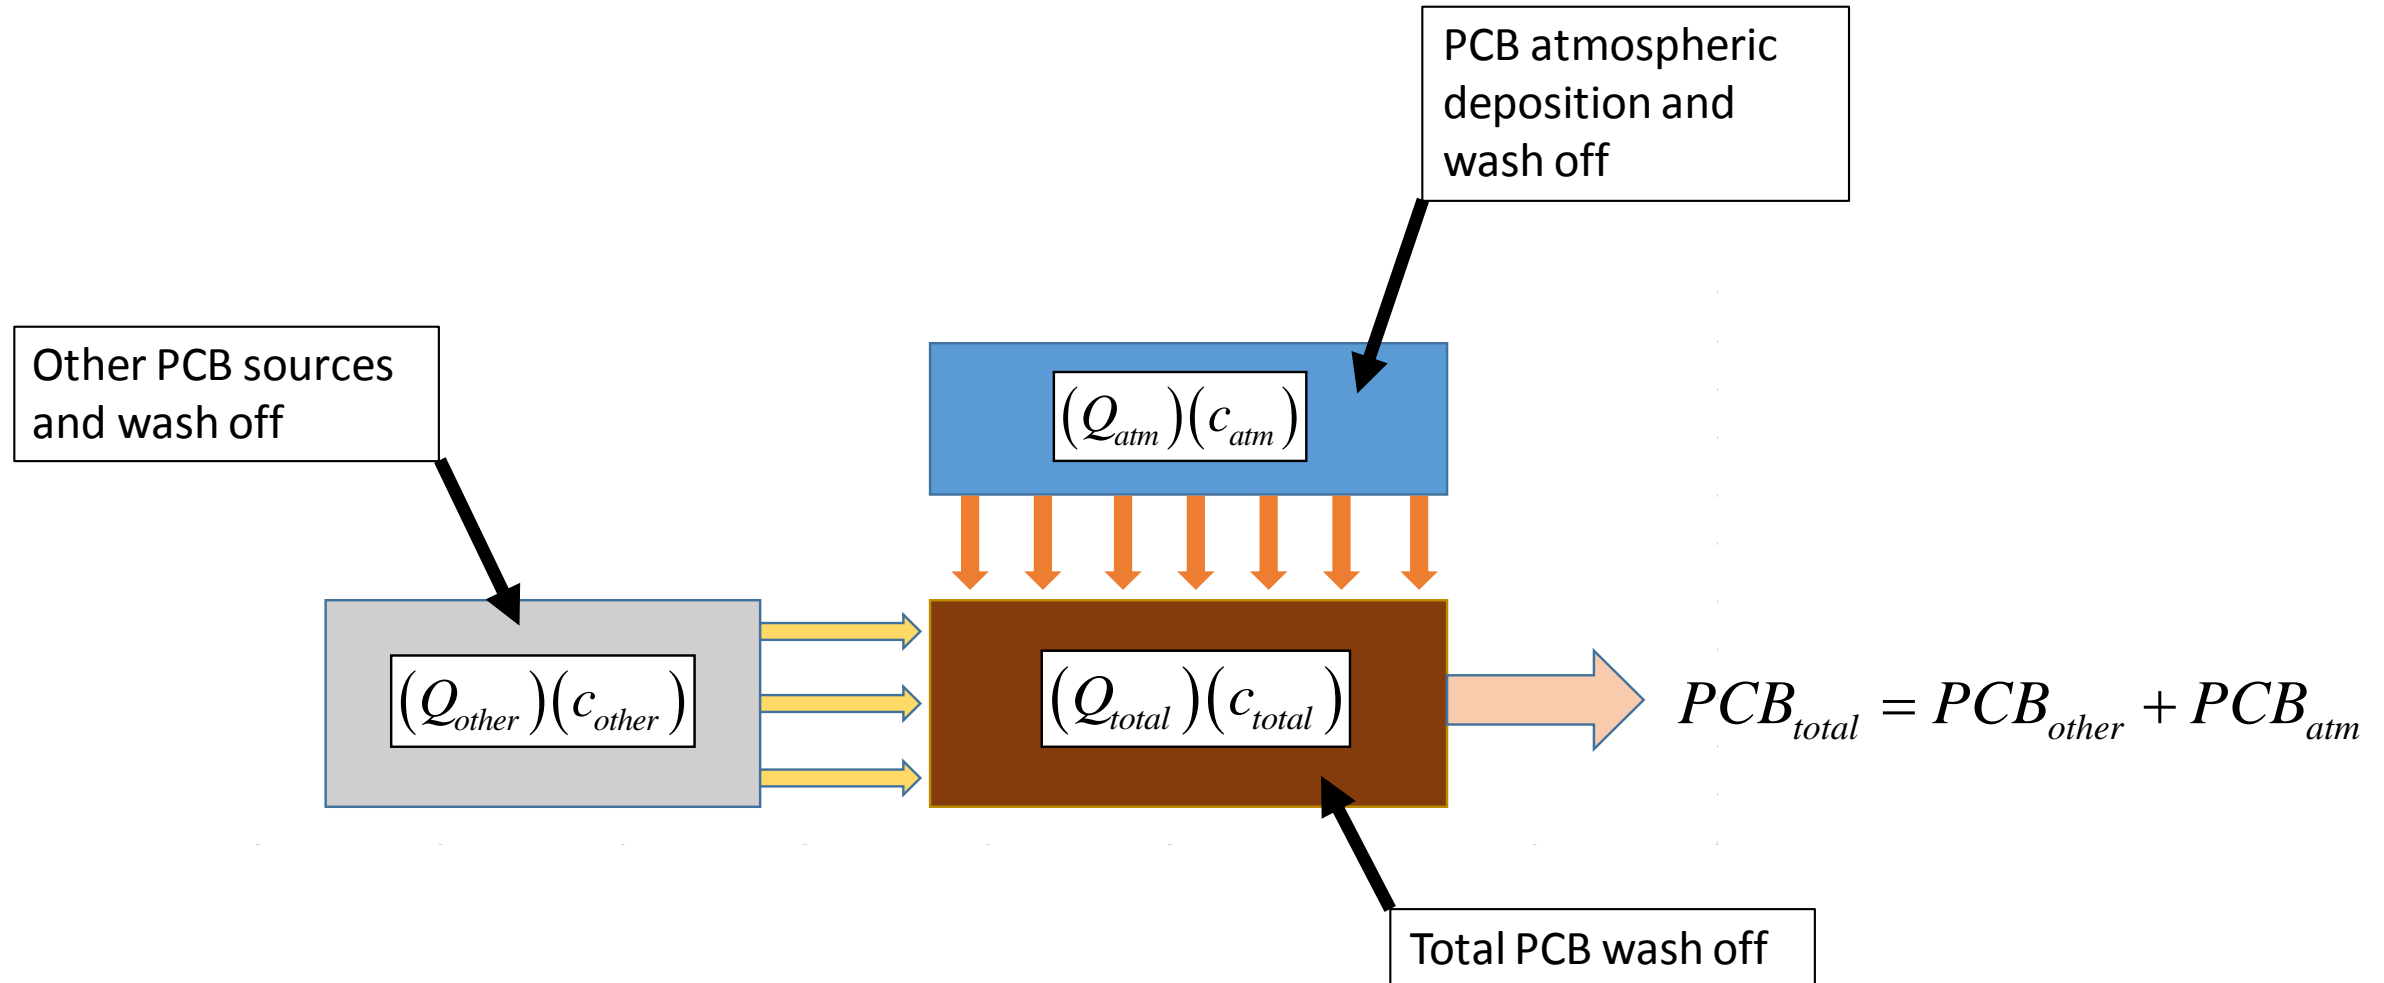 PCB atmospheric
deposition and
wash off
Other PCB sources
and wash off
(Q_atm)(c_atm)
(Q_other)(c_other)
(Q_total)(c_total)
PCB_total = PCB_other + PCB_atm
Total PCB wash off